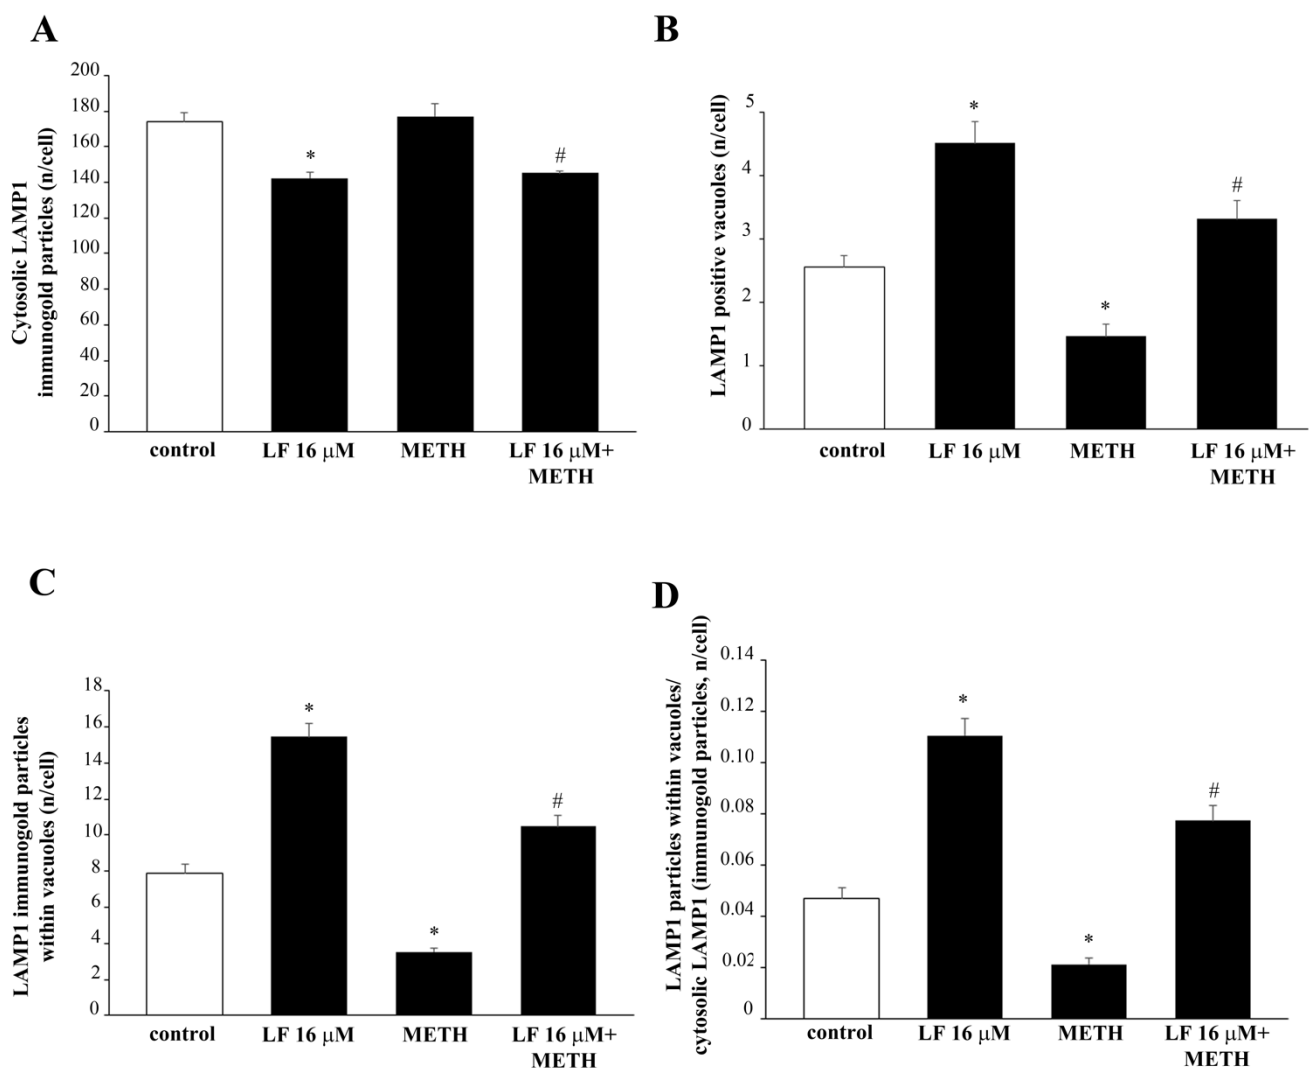 A
Cytosolic LAMP1
immunogold particles (n/cell)
200
180
160
140
120
100
80
60
40
20
0
*
#
control
LF 16 μM
METH
LF 16 μM+
METH
B
LAMP1 positive vacuoles (n/cell)
5
4
3
2
1
0
*
*
#
control
LF 16 μM
METH
LF 16 μM+
METH
C
LAMP1 immunogold particles
within vacuoles (n/cell)
18
16
14
12
10
8
6
4
2
0
*
*
#
control
LF 16 μM
METH
LF 16 μM+
METH
D
LAMP1 particles within vacuoles/
cytosolic LAMP1 (immunogold particles, n/cell)
0.14
0.12
0.10
0.08
0.06
0.04
0.02
0
*
*
#
control
LF 16 μM
METH
LF 16 μM+
METH